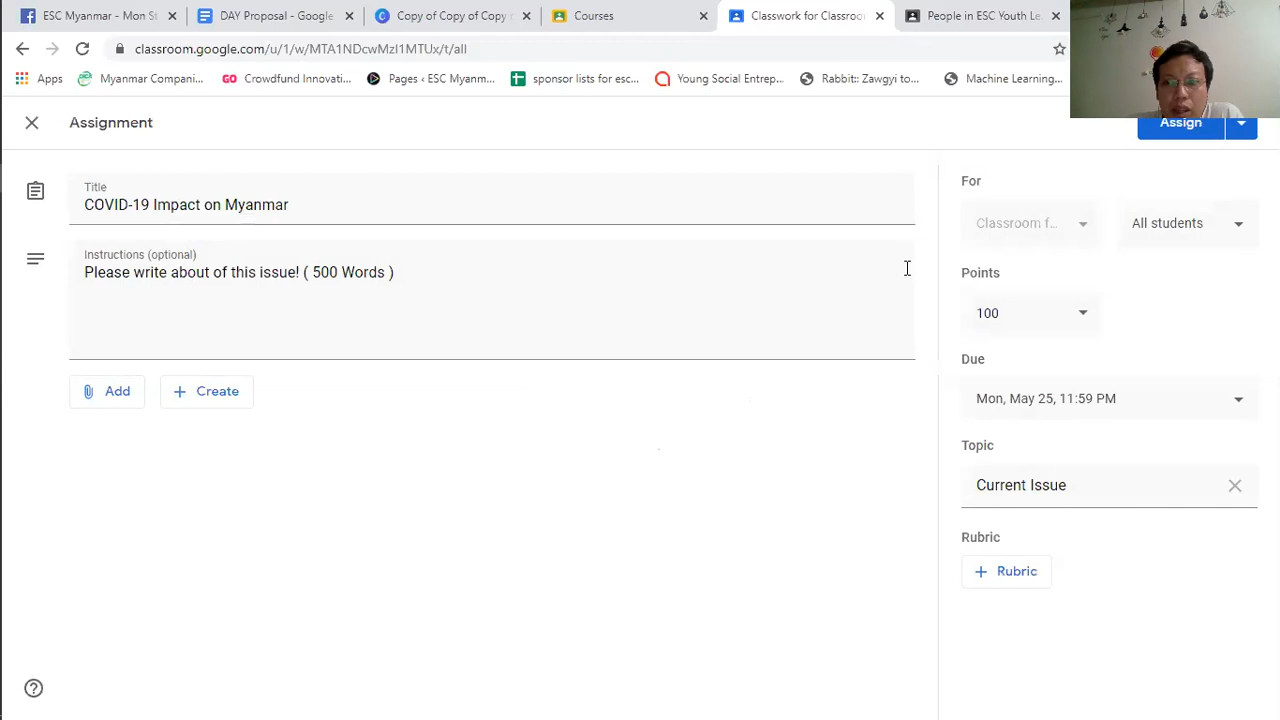 ESC Myanmar - Mon S
DAY Proposal - Google
Copy of Copy of Copy
Courses
Classwork for Classroo
People in ESC Youth Le
classroom.google.com/u/1/w/MTA1NDcwMzI1MTUx/t/all
Apps
Myanmar Compani...
GO Crowdfund Innovati...
Pages ‹ ESC Myanm...
sponsor lists for esc...
Young Social Entrep...
Rabbit:: Zawgyi to...
Machine Learning...
Assignment
Assign
Title
COVID-19 Impact on Myanmar
Instructions (optional)
Please write about of this issue! ( 500 Words )
Add
Create
For
Classroom f...
All students
Points
100
Due
Mon, May 25, 11:59 PM
Topic
Current Issue
Rubric
Rubric